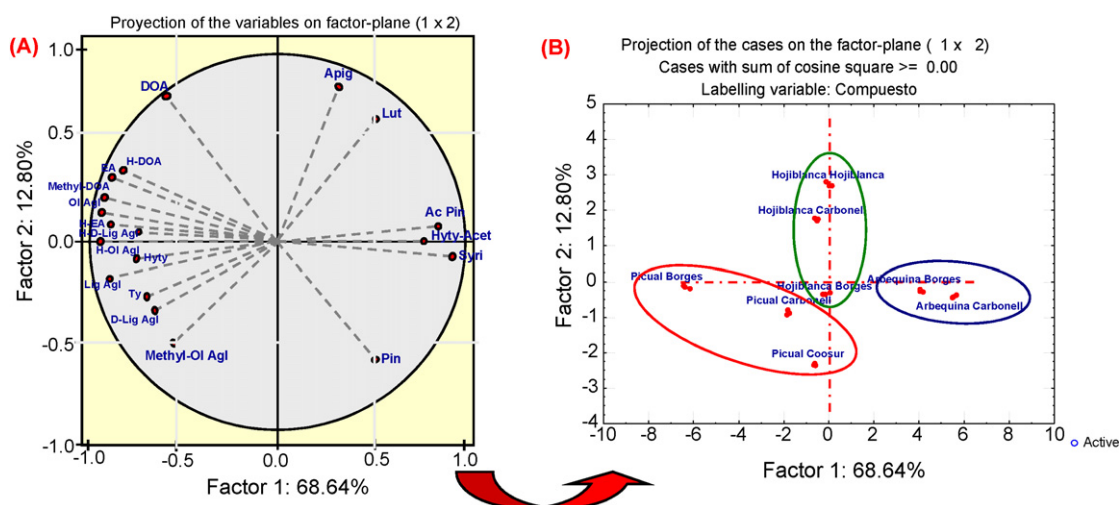 (A)
Proyection of the variables on factor-plane (1 x 2)
1.0
0.5
0.0
-0.5
-1.0
Factor 2: 12.80%
DOA
Apig
Lut
H-DOA
EA
Methyl-DOA
Ol Agl
H-EA
H-D-Lig Agl
H-Ol Agl
Hyty
Lig Agl
Ty
D-Lig Agl
Methyl-Ol Agl
Ac Pin
Hyty-Acet
Syri
Pin
-1.0 -0.5 0.0 0.5 1.0
Factor 1: 68.64%
(B)
Projection of the cases on the factor-plane ( 1 x 2)
Cases with sum of cosine square >= 0.00
Labelling variable: Compuesto
5
4
3
2
1
0
-1
-2
-3
-4
Factor 2: 12.80%
Hojiblanca Hojiblanca
Hojiblanca Carbonell
Picual Borges
Hojiblanca Borges
Arbequina Borges
Picual Carbonell
Arbequina Carbonell
Picual Coosur
-10 -8 -6 -4 -2 0 2 4 6 8 10
Active
Factor 1: 68.64%